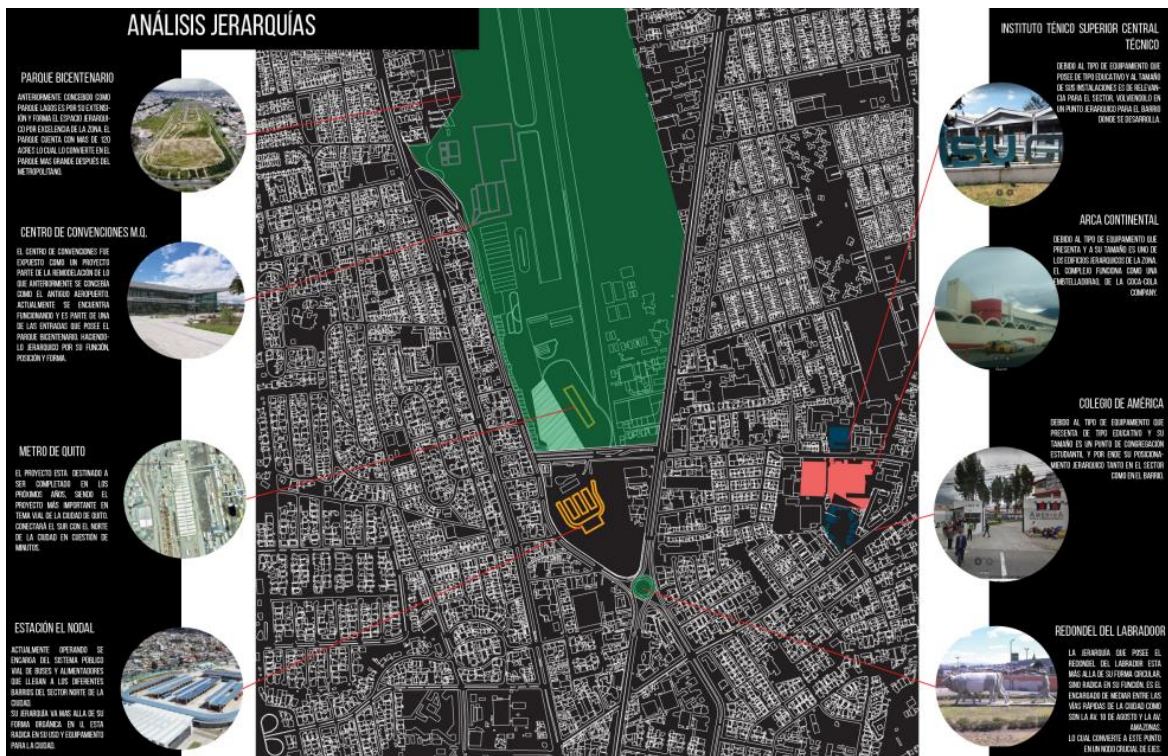 ANÁLISIS JERARQUÍAS
PARQUE BICENTENARIO
ANTERIORMENTE CONCEBIDO COMO
PARQUE LAGOS ES POR SU EXTEN-
SIÓN Y FORMA EL ESPACIO JERARQUI-
CO POR EXCELENCIA DE LA ZONA. EL
PARQUE CUENTA CON MAS DE 120
ACRES LO CUAL LO CONVIERTE EN EL
PARQUE MAS GRANDE DESPUÉS DEL
METROPOLITANO.
CENTRO DE CONVENCIONES M.Q.
EL CENTRO DE CONVENCIONES FUE
EXPUESTO COMO UN PROYECTO
PARTE DE LA REMODELACIÓN DE LO
QUE ANTERIORMENTE SE CONCEBÍA
COMO EL ANTIGUO AEROPUERTO.
ACTUALMENTE SE ENCUENTRA
FUNCIONANDO Y ES PARTE DE UNA
DE LAS ENTRADAS QUE POSEE EL
PARQUE BICENTENARIO. HACIENDO-
LO JERARQUICO POR SU FUNCIÓN,
POSICIÓN Y FORMA.
METRO DE QUITO
EL PROYECTO ESTA DESTINADO A
SER COMPLETADO EN LOS
PRÓXIMOS AÑOS, SIENDO EL
PROYECTO MÁS IMPORTANTE EN
TEMA VIAL DE LA CIUDAD DE QUITO.
CONECTARÁ EL SUR CON EL NORTE
DE LA CIUDAD EN CUESTIÓN DE
MINUTOS.
ESTACIÓN EL NODAL
ACTUALMENTE OPERANDO SE
ENCARGA DEL SISTEMA PÚBLICO
VIAL DE BUSES Y ALIMENTADORES
QUE LLEGAN A LOS DIFERENTES
BARRIOS DEL SECTOR NORTE DE LA
CIUDAD.
SU JERARQUÍA VA MAS ALLA DE SU
FORMA ORGÁNICA EN U, ESTA
RADICA EN SU USO Y EQUIPAMIENTO
PARA LA CIUDAD.
INSTITUTO TÉNICO SUPERIOR CENTRAL
TÉCNICO
DEBIDO AL TIPO DE EQUIPAMIENTO QUE
POSEE DE TIPO EDUCATIVO Y AL TAMAÑO
DE SUS INSTALACIONES ES DE RELEVAN-
CIA PARA EL SECTOR, VOLVIENDOLO EN
UN PUNTO JERARQUICO PARA EL BARRIO
DONDE SE DESARROLLA.
ARCA CONTINENTAL
DEBIDO AL TIPO DE EQUIPAMIENTO QUE
PRESENTA Y A SU TAMAÑO ES UNO DE
LOS EDIFICIOS JERARQUICOS DE LA ZONA.
EL COMPLEJO FUNCIONA COMO UNA
EMBTELLADORAD, DE LA COCA-COLA
COMPANY.
COLEGIO DE AMÉRICA
DEBIDO AL TIPO DE EQUIPAMIENTO QUE
PRESENTA DE TIPO EDUCATIVO Y SU
TAMAÑO ES UN PUNTO DE CONGREGACIÓN
ESTUDIANTIL Y POR ENDE SU POSICIONA-
MIENTO JERARQUICO TANTO EN EL SECTOR
COMO EN EL BARRIO.
AMERICA
REDONDEL DEL LABRADOOR
LA JERARQUÍA QUE POSEE EL
REDONDEL DEL LABRADOR ESTA
MÁS ALLA DE SU FORMA CIRCULAR,
SINO RADICA EN SU FUNCIÓN. ES EL
ENCARGADO DE MEDIAR ENTRE LAS
VÍAS RÁPIDAS DE LA CIUDAD COMO
SON LA AV. 10 DE AGOSTO Y LA AV.
AMAZONAS.
LO CUAL CONVIERTE A ESTE PUNTO
EN UN NODO CRUCIAL DE EJE